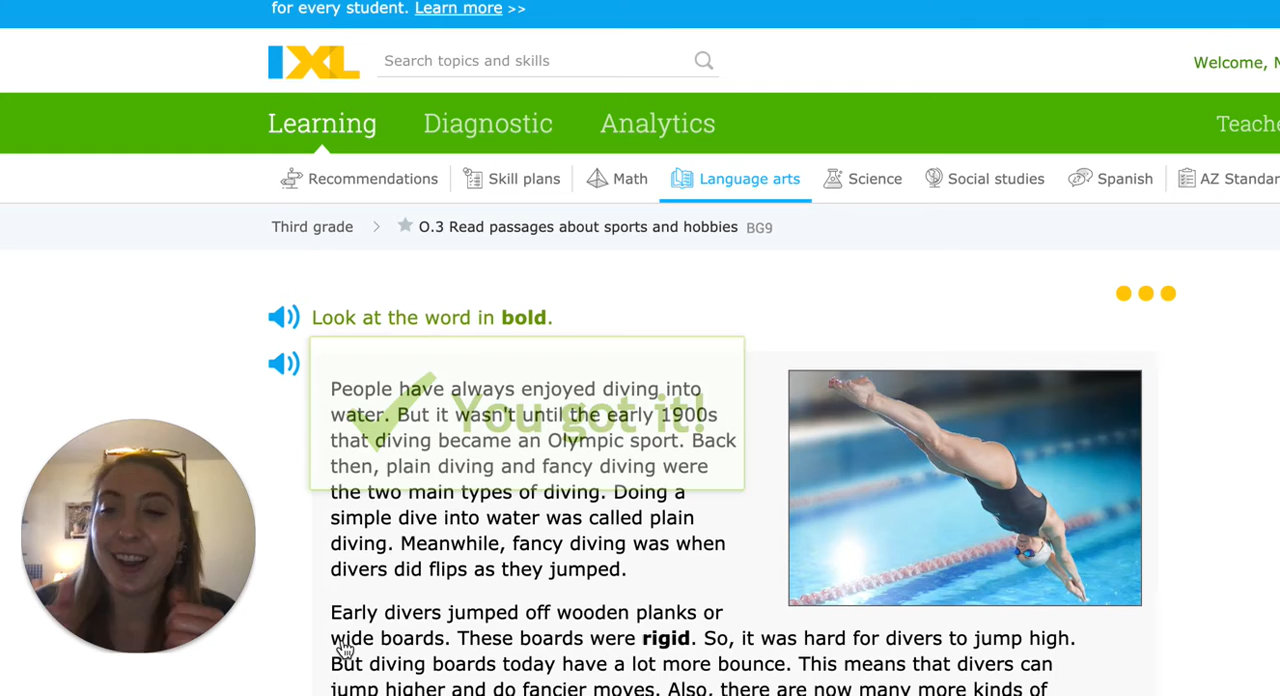 for every student. Learn more >>
IXL
Search topics and skills
Welcome,
Learning Diagnostic Analytics
Recommendations Skill plans Math Language arts Science Social studies Spanish AZ
Third grade > O.3 Read passages about sports and hobbies BG9
Look at the word in bold.
You got it!
People have always enjoyed diving into
water. But it wasn't until the early 1900s
that diving became an Olympic sport. Back
then, plain diving and fancy diving were
the two main types of diving. Doing a
simple dive into water was called plain
diving. Meanwhile, fancy diving was when
divers did flips as they jumped.
Early divers jumped off wooden planks or
wide boards. These boards were rigid. So, it was hard for divers to jump high.
But diving boards today have a lot more bounce. This means that divers can
jump higher and do fancier moves. Also, there are now many more kinds of